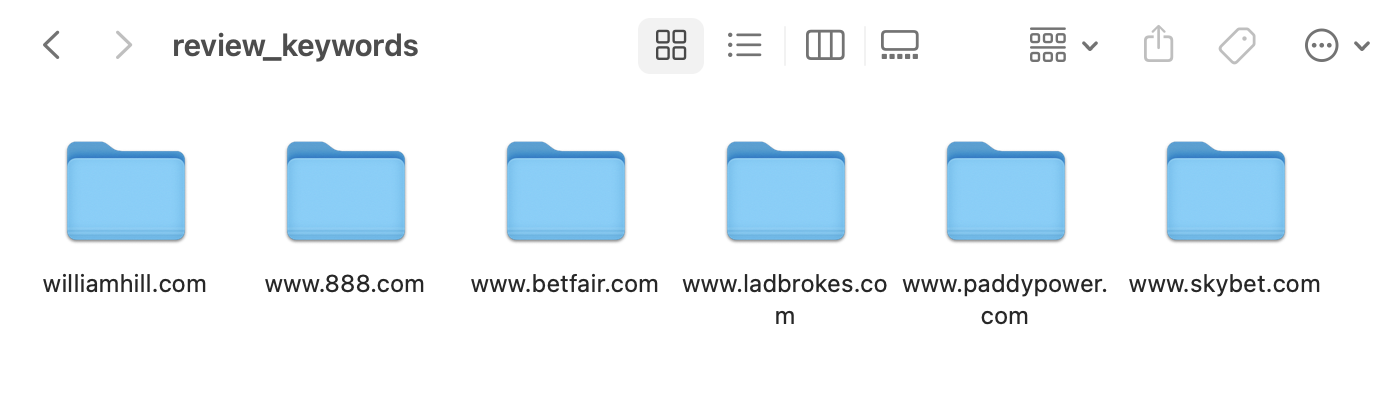 review_keywords
williamhill.com
www.888.com
www.betfair.com
www.ladbrokes.co
m
www.paddypower.
com
www.skybet.com